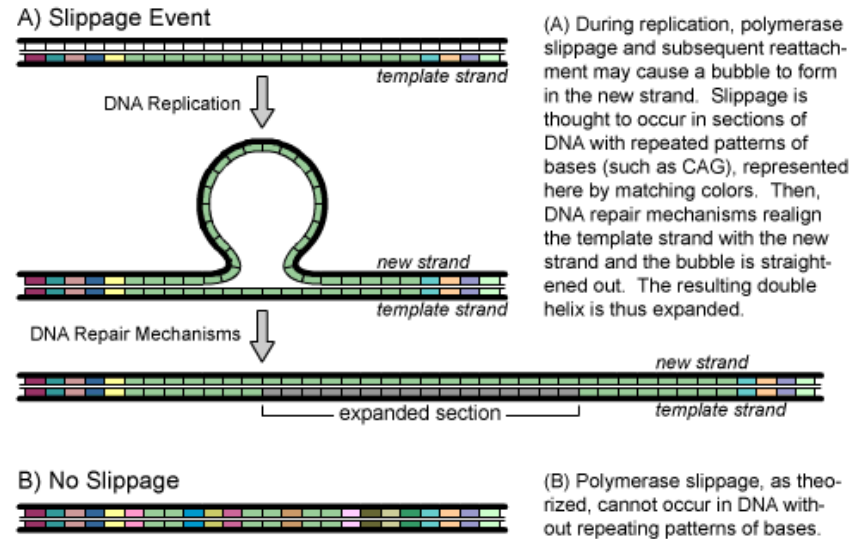 A) Slippage Event
template strand
DNA Replication
new strand
template strand
DNA Repair Mechanisms
new strand
expanded section
template strand
(A) During replication, polymerase
slippage and subsequent reattach-
ment may cause a bubble to form
in the new strand. Slippage is
thought to occur in sections of
DNA with repeated patterns of
bases (such as CAG), represented
here by matching colors. Then,
DNA repair mechanisms realign
the template strand with the new
strand and the bubble is straight-
ened out. The resulting double
helix is thus expanded.
B) No Slippage
(B) Polymerase slippage, as theo-
rized, cannot occur in DNA with-
out repeating patterns of bases.